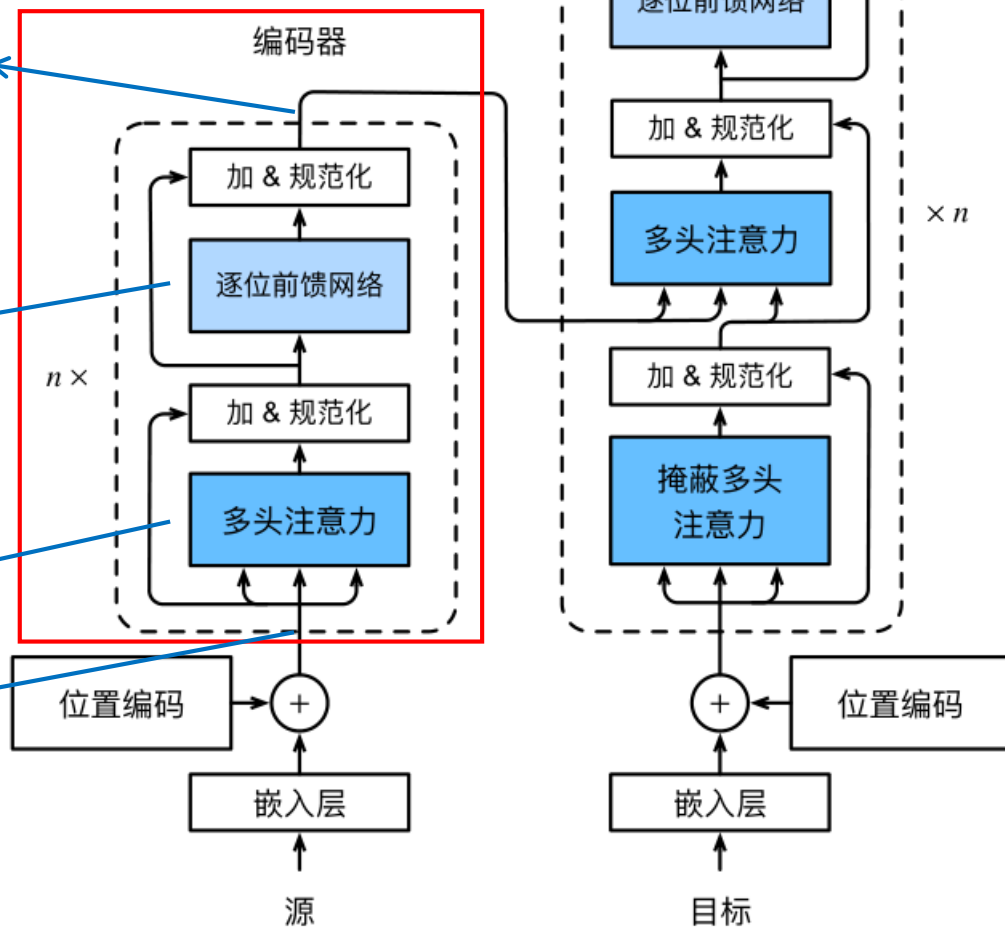 编码器
加 & 规范化
逐位前馈网络
n ×
加 & 规范化
多头注意力
位置编码
+
嵌入层
源
逐位前馈网络
加 & 规范化
多头注意力
× n
加 & 规范化
掩蔽多头
注意力
+
位置编码
嵌入层
目标